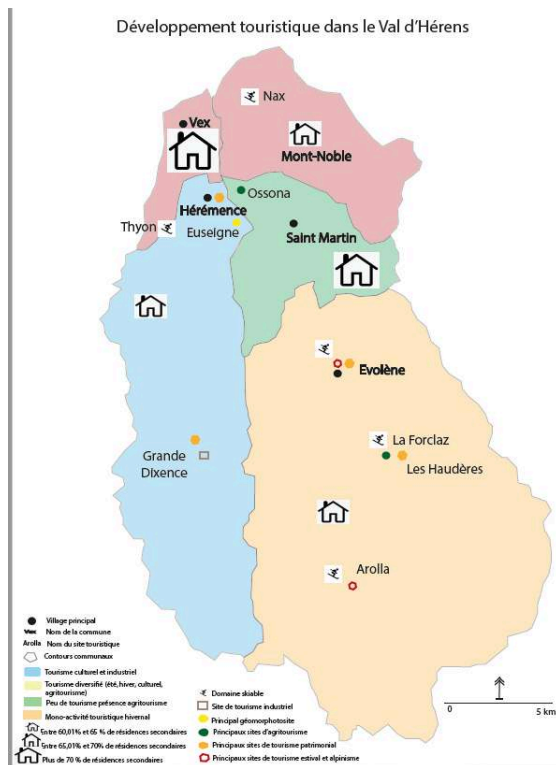 Développement touristique dans le Val d'Hérens
Nax
Vex
Mont-Noble
Ossona
Hérémence
Thyon
Euseigne
Saint Martin
Evolène
La Forclaz
Grande
Dixence
Les Haudères
Arolla
Village principal
Vex Nom de la commune
Arolla Nom du site touristique
Contours communaux
Tourisme culturel et industriel
Tourisme diversifié (été, hiver, culturel,
agritourisme)
Peu de tourisme présence agritourisme
Mono-activité touristique hivernal
Entre 60,01% et 65 % de résidences secondaires
Entre 65,01% et 70% de résidences secondaires
Plus de 70 % de résidences secondaires
Domaine skiable
Site de tourisme industriel
Principal géomorphosite
Principaux sites d'agritourisme
Principaux sites de tourisme patrimonial
Principaux sites de tourisme estival et alpinisme
0 5 km